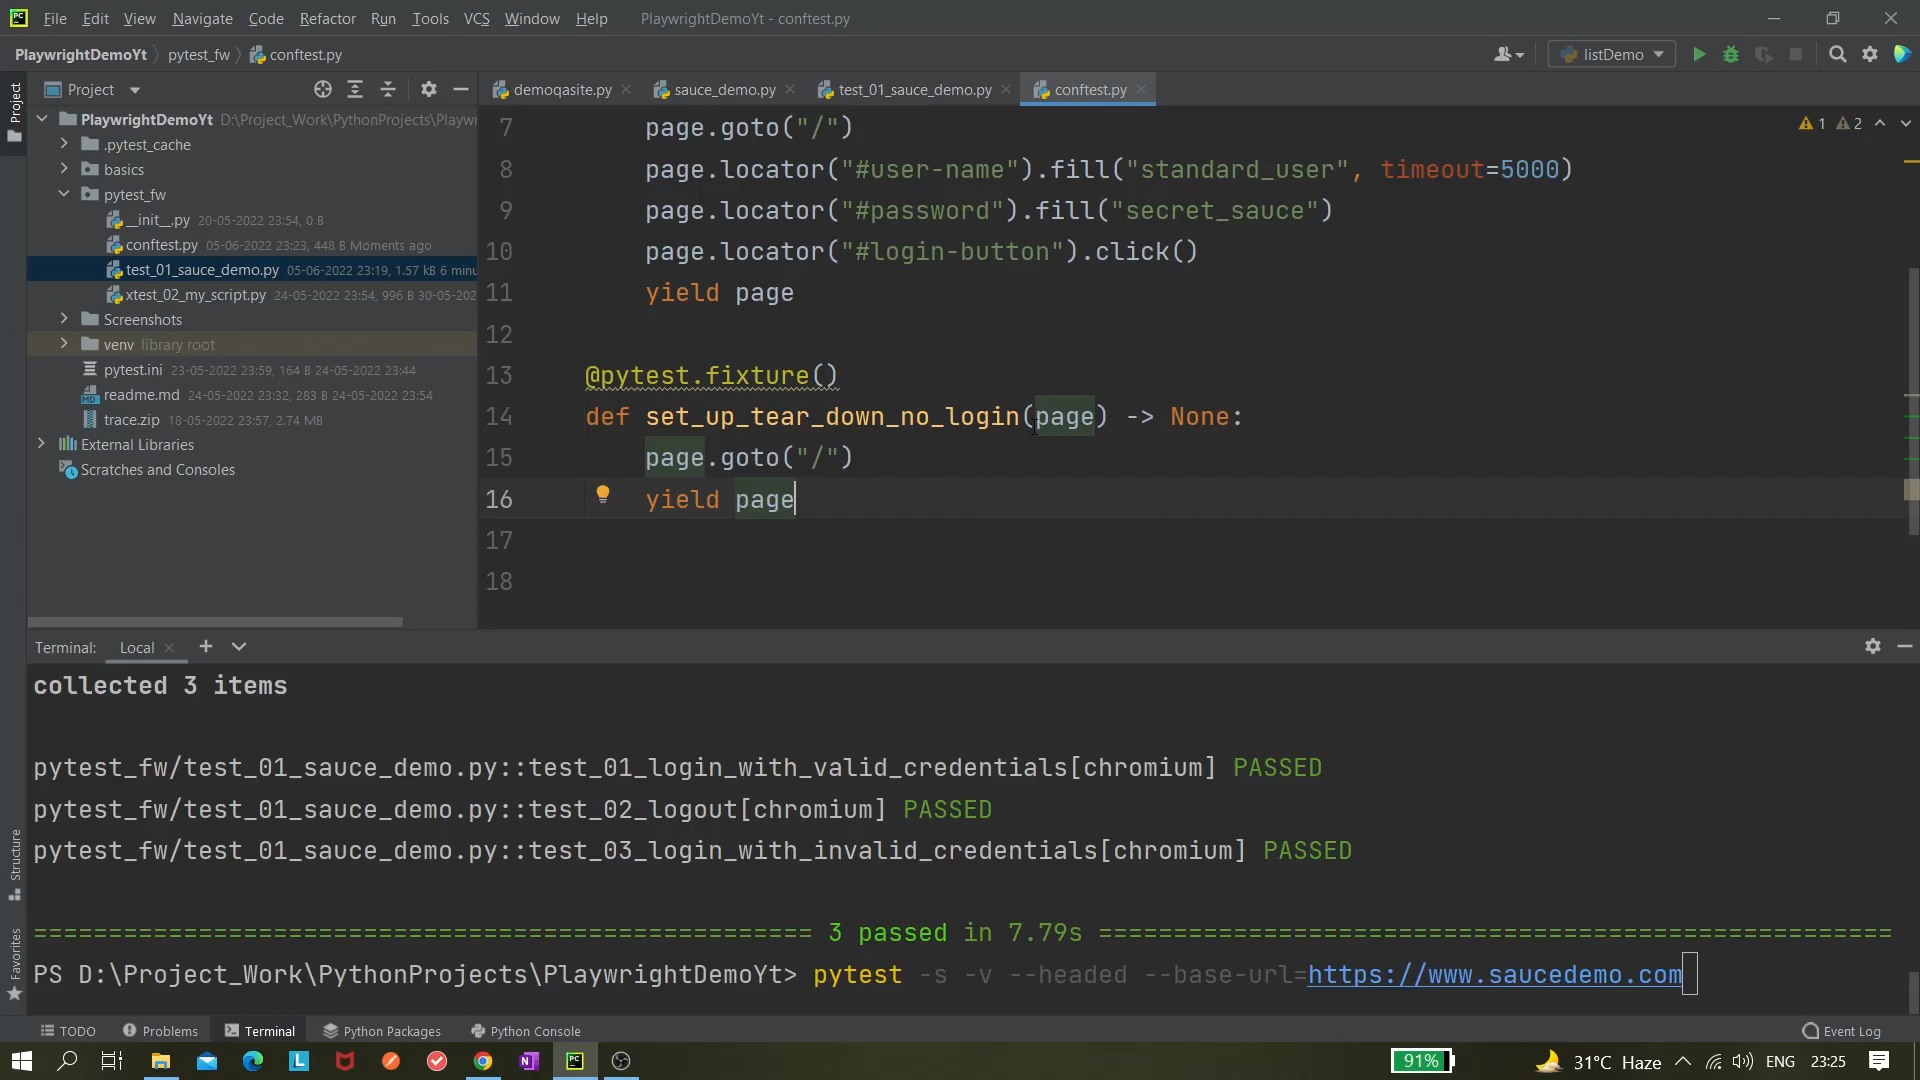 File Edit View Navigate Code Refactor Run Tools VCS Window Help PlaywrightDemoYt - conftest.py
PlaywrightDemoYt pytest_fw conftest.py listDemo
Project
Project
demoqasite.py sauce_demo.py test_01_sauce_demo.py conftest.py
PlaywrightDemoYt D:\Project_Work\PythonProjects\Playwr
.pytest_cache
basics
pytest_fw
__init__.py 20-05-2022 23:54, 0 B
conftest.py 05-06-2022 23:23, 448 B Moments ago
test_01_sauce_demo.py 05-06-2022 23:19, 1.57 kB 6 minu
xtest_02_my_script.py 24-05-2022 23:54, 996 B 30-05-202
Screenshots
venv library root
pytest.ini 23-05-2022 23:59, 164 B 24-05-2022 23:44
readme.md 24-05-2022 23:32, 283 B 24-05-2022 23:54
trace.zip 18-05-2022 23:57, 2.74 MB
External Libraries
Scratches and Consoles
1 2
7 page.goto("/")
8 page.locator("#user-name").fill("standard_user", timeout=5000)
9 page.locator("#password").fill("secret_sauce")
10 page.locator("#login-button").click()
11 yield page
12
13 @pytest.fixture()
14 def set_up_tear_down_no_login(page) -> None:
15 page.goto("/")
16 yield page
17
18
Terminal: Local
collected 3 items
pytest_fw/test_01_sauce_demo.py::test_01_login_with_valid_credentials[chromium] PASSED
pytest_fw/test_01_sauce_demo.py::test_02_logout[chromium] PASSED
pytest_fw/test_01_sauce_demo.py::test_03_login_with_invalid_credentials[chromium] PASSED
==================================================== 3 passed in 7.79s =====================================================
PS D:\Project_Work\PythonProjects\PlaywrightDemoYt> pytest -s -v --headed --base-url=https://www.saucedemo.com
Structure
Favorites
TODO Problems Terminal Python Packages Python Console Event Log
91% 31°C Haze ENG 23:25